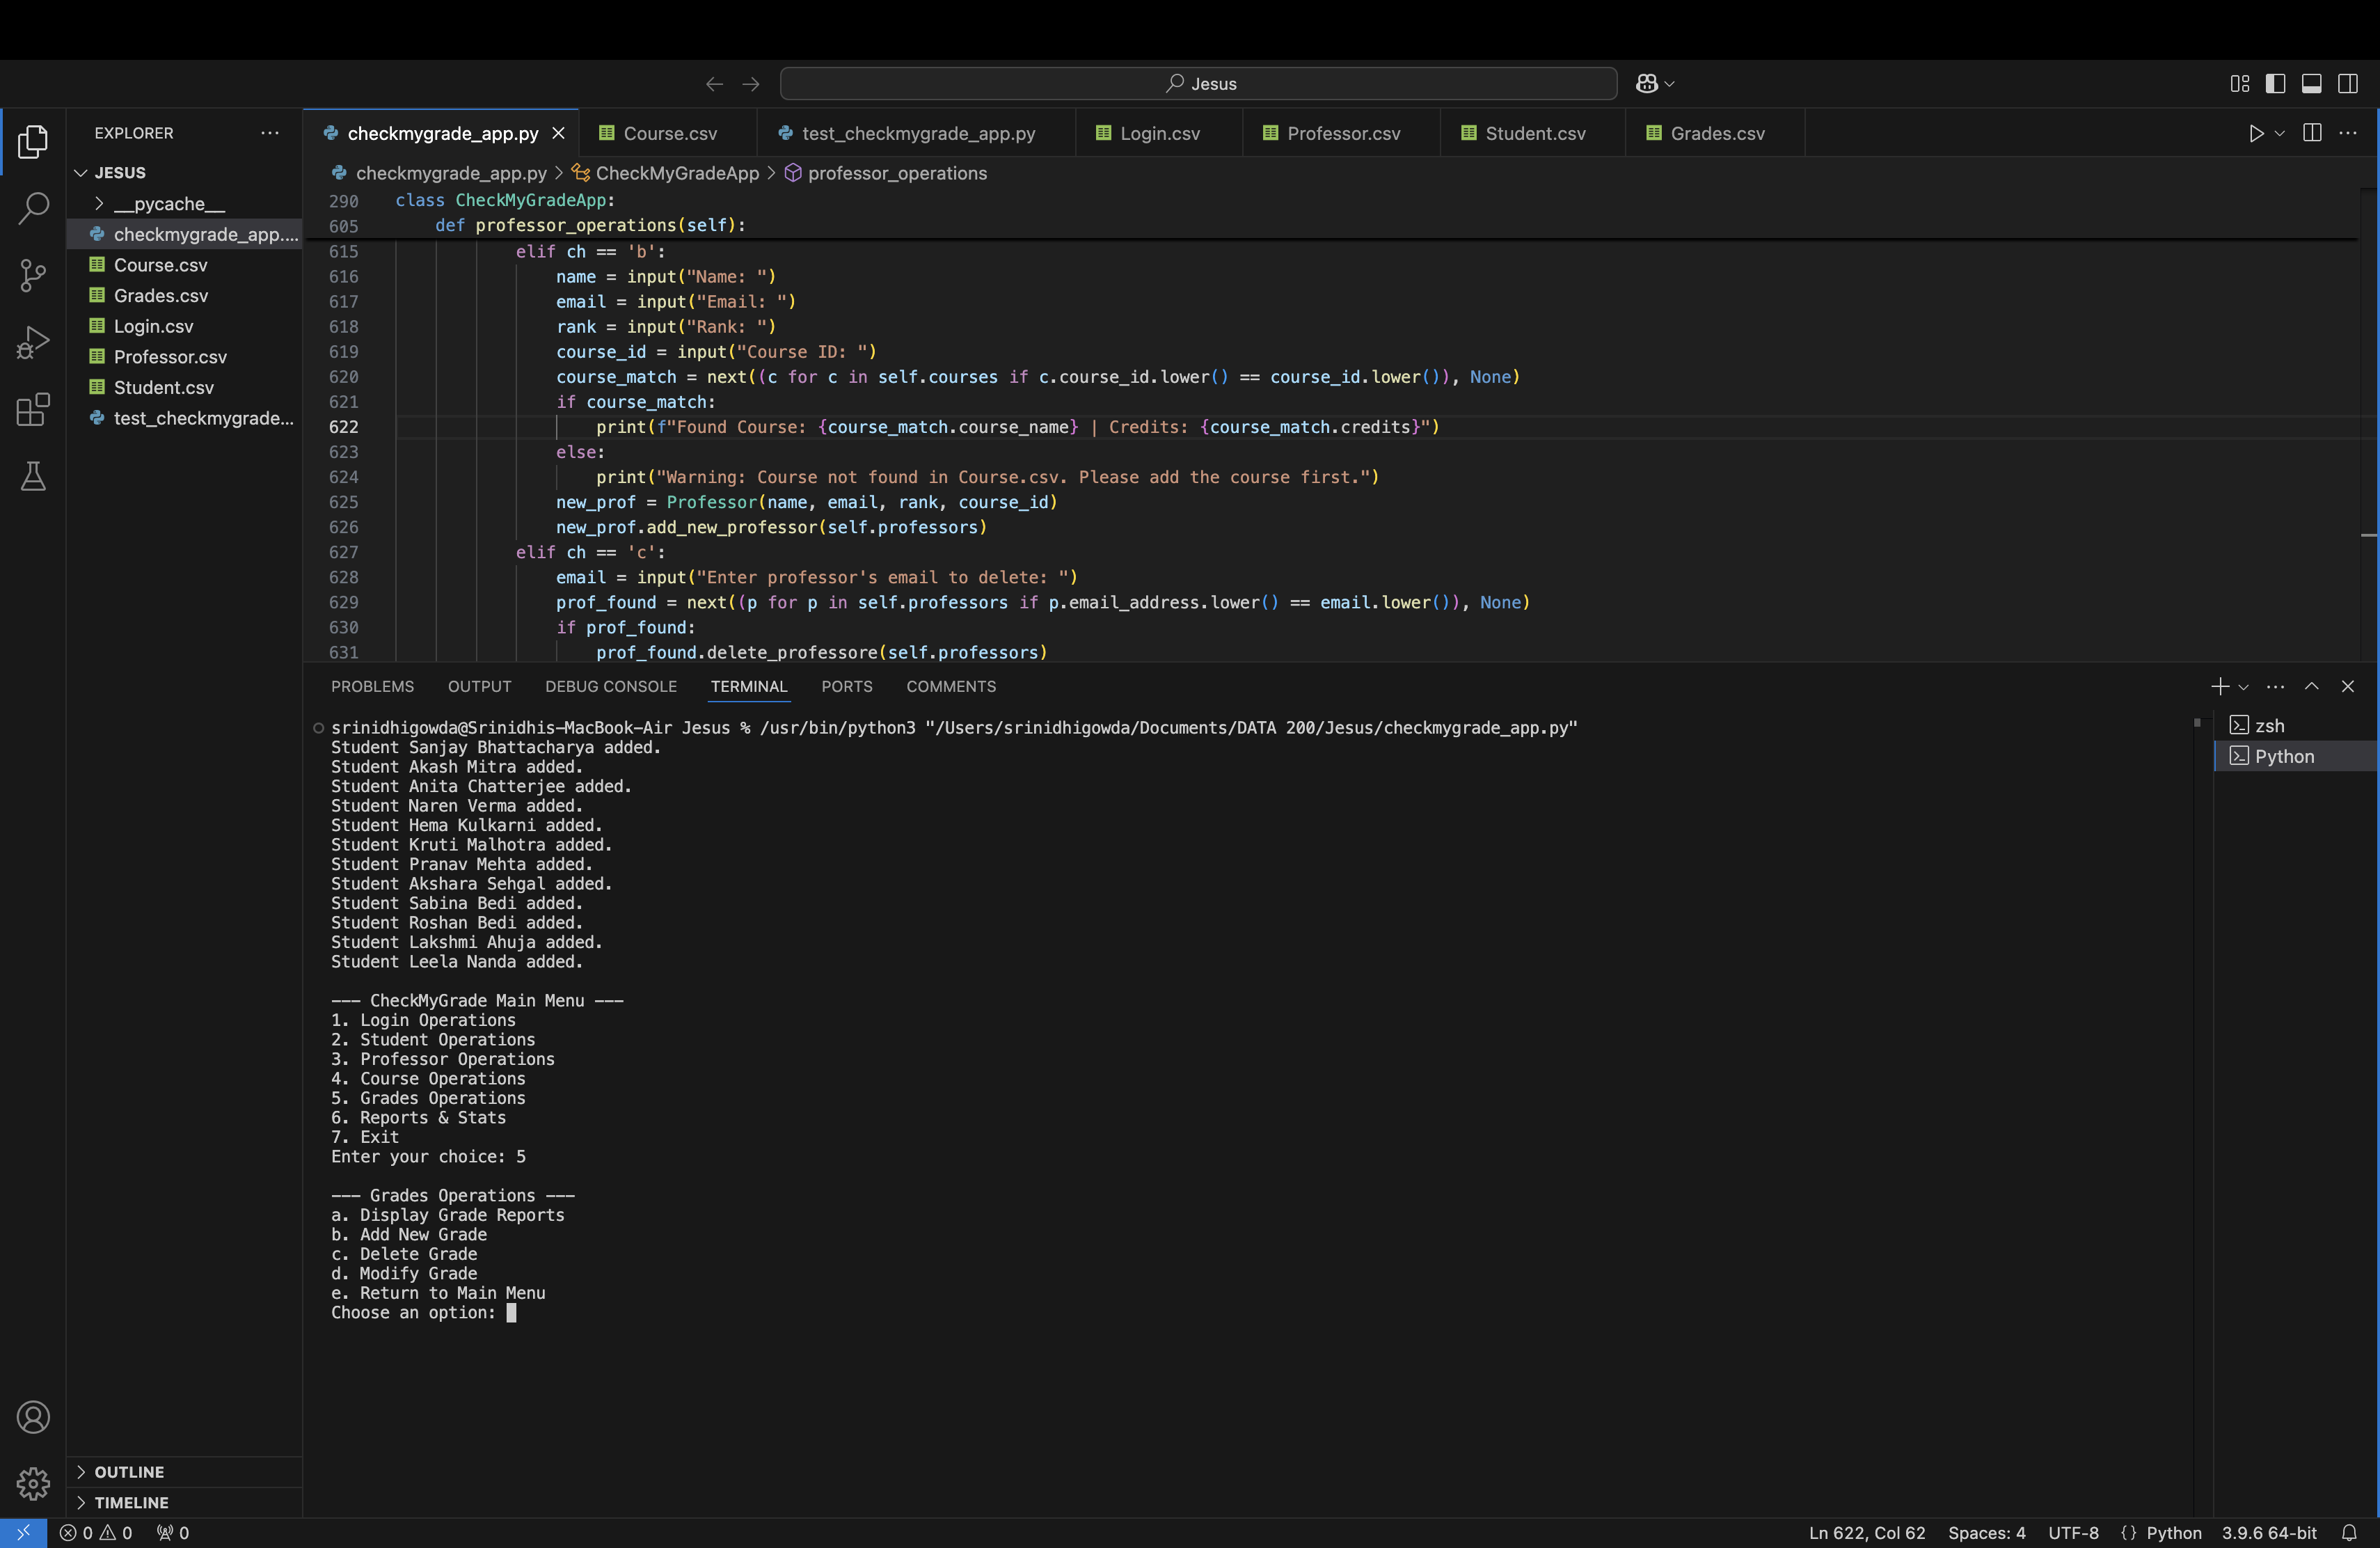 Jesus
EXPLORER
checkmygrade_app.py
Course.csv
test_checkmygrade_app.py
Login.csv
Professor.csv
Student.csv
Grades.csv
JESUS
__pycache__
checkmygrade_app....
Course.csv
Grades.csv
Login.csv
Professor.csv
Student.csv
test_checkmygrade...
OUTLINE
TIMELINE
checkmygrade_app.py > CheckMyGradeApp > professor_operations
290 class CheckMyGradeApp:
605 def professor_operations(self):
615 elif ch == 'b':
616 name = input("Name: ")
617 email = input("Email: ")
618 rank = input("Rank: ")
619 course_id = input("Course ID: ")
620 course_match = next((c for c in self.courses if c.course_id.lower() == course_id.lower()), None)
621 if course_match:
622 print(f"Found Course: {course_match.course_name} | Credits: {course_match.credits}")
623 else:
624 print("Warning: Course not found in Course.csv. Please add the course first.")
625 new_prof = Professor(name, email, rank, course_id)
626 new_prof.add_new_professor(self.professors)
627 elif ch == 'c':
628 email = input("Enter professor's email to delete: ")
629 prof_found = next((p for p in self.professors if p.email_address.lower() == email.lower()), None)
630 if prof_found:
631 prof_found.delete_professore(self.professors)
PROBLEMS OUTPUT DEBUG CONSOLE TERMINAL PORTS COMMENTS
srinidhigowda@Srinidhis-MacBook-Air Jesus % /usr/bin/python3 "/Users/srinidhigowda/Documents/DATA 200/Jesus/checkmygrade_app.py"
Student Sanjay Bhattacharya added.
Student Akash Mitra added.
Student Anita Chatterjee added.
Student Naren Verma added.
Student Hema Kulkarni added.
Student Kruti Malhotra added.
Student Pranav Mehta added.
Student Akshara Sehgal added.
Student Sabina Bedi added.
Student Roshan Bedi added.
Student Lakshmi Ahuja added.
Student Leela Nanda added.
--- CheckMyGrade Main Menu ---
1. Login Operations
2. Student Operations
3. Professor Operations
4. Course Operations
5. Grades Operations
6. Reports & Stats
7. Exit
Enter your choice: 5
--- Grades Operations ---
a. Display Grade Reports
b. Add New Grade
c. Delete Grade
d. Modify Grade
e. Return to Main Menu
Choose an option:
zsh
Python
0 0 0
Ln 622, Col 62 Spaces: 4 UTF-8 {} Python 3.9.6 64-bit